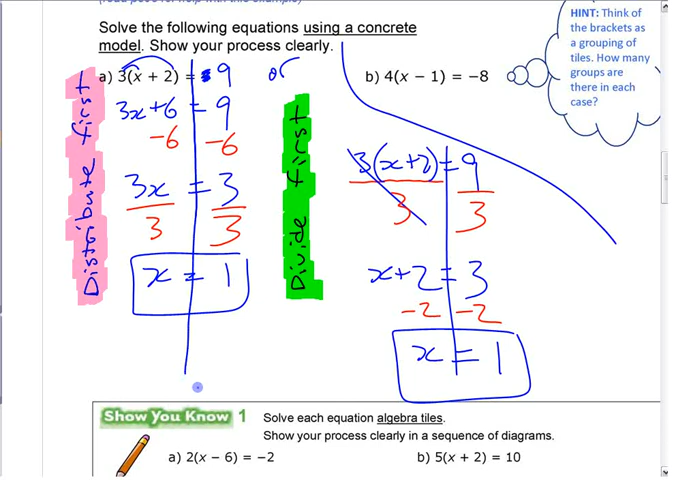 Solve the following equations using a concrete
model. Show your process clearly.
HINT: Think of
the brackets as
a grouping of
tiles. How many
groups are
there in each
case?
a) 3(x + 2) = 9
or
b) 4(x − 1) = −8
Distribute first
3x+6 = 9
-6 -6
3x = 3
3 3
x = 1
Divide first
3(x+2) = 9
3 3
x+2 = 3
-2 -2
x = 1
Show You Know 1
Solve each equation algebra tiles.
Show your process clearly in a sequence of diagrams.
a) 2(x − 6) = −2
b) 5(x + 2) = 10